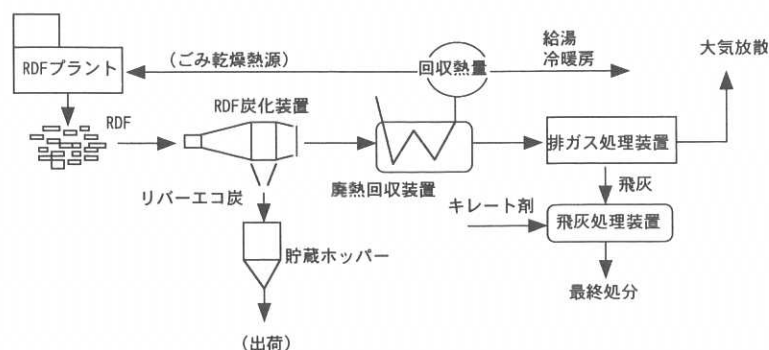 給湯
冷暖房
大気放散
RDFプラント
(ごみ乾燥熱源)
回収熱量
RDF
RDF炭化装置
排ガス処理装置
廃熱回収装置
飛灰
リバーエコ炭
キレート剤
飛灰処理装置
貯蔵ホッパー
最終処分
(出荷)